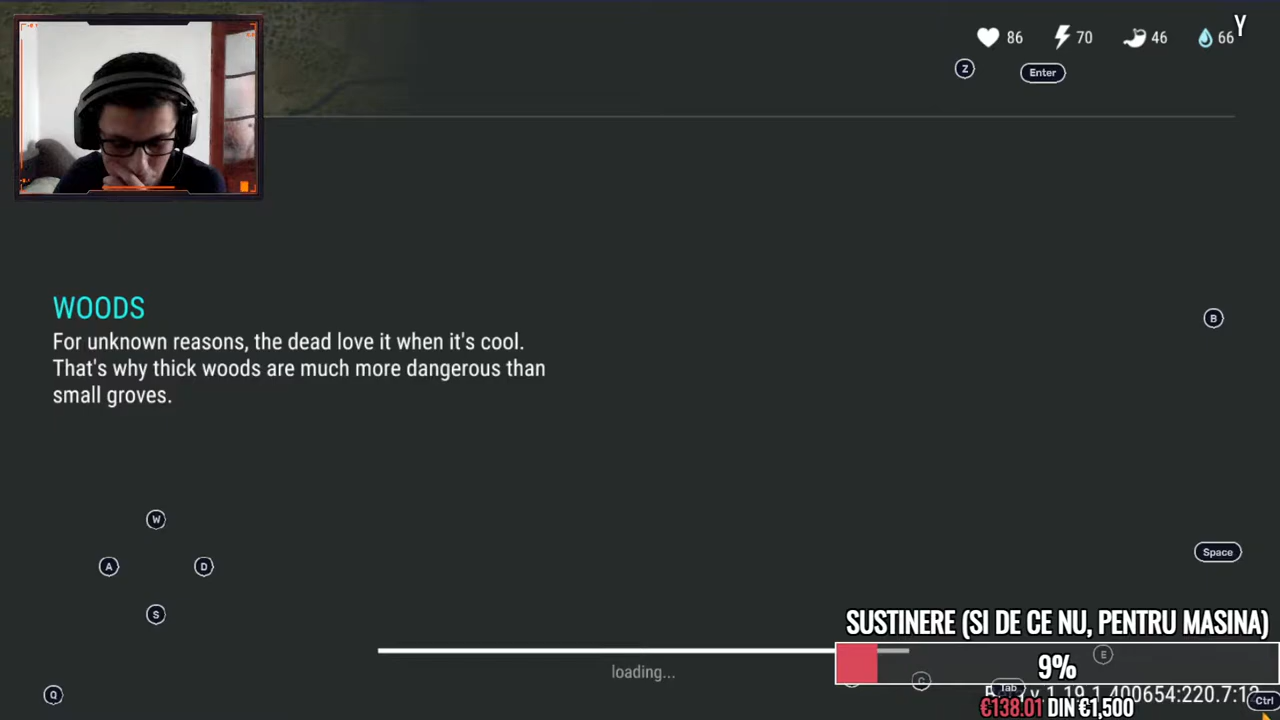 86 70 46 66 Y
Z Enter
WOODS
For unknown reasons, the dead love it when it's cool.
That's why thick woods are much more dangerous than
small groves.
B
W
A D
S
Space
SUSTINERE (SI DE CE NU, PENTRU MASINA)
loading...
9%
E
C
Tab
Q
Ctrl
€138.01 DIN €1,500